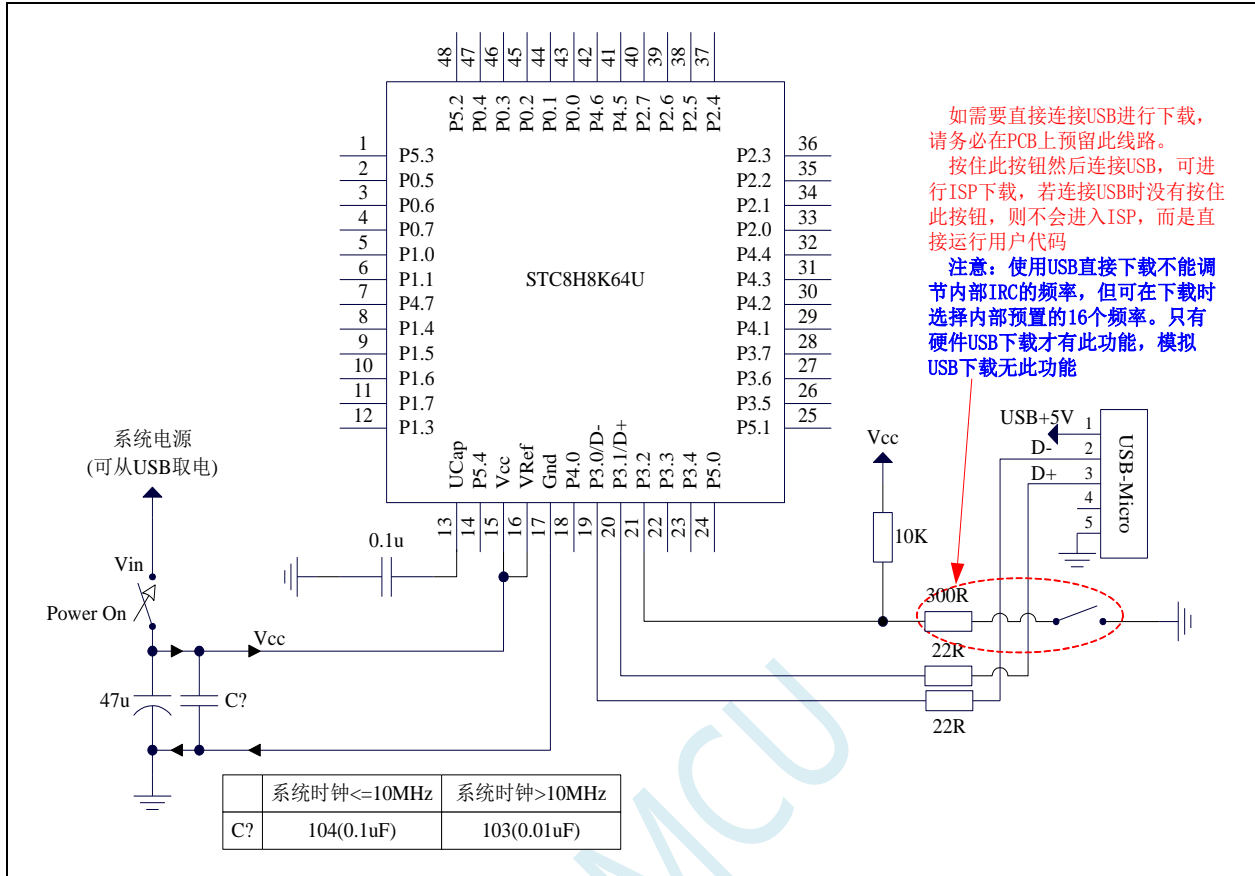 48 47 46 45 44 43 42 41 40 39 38 37
P5.2 P0.4 P0.3 P0.2 P0.1 P0.0 P4.6 P4.5 P2.7 P2.6 P2.5 P2.4
1 P5.3
2 P0.5
3 P0.6
4 P0.7
5 P1.0
6 P1.1
7 P4.7
8 P1.4
9 P1.5
10 P1.6
11 P1.7
12 P1.3
STC8H8K64U
P2.3 36
P2.2 35
P2.1 34
P2.0 33
P4.4 32
P4.3 31
P4.2 30
P4.1 29
P3.7 28
P3.6 27
P3.5 26
P5.1 25
UCap P5.4 Vcc VRef Gnd P4.0 P3.0/D- P3.1/D+ P3.2 P3.3 P3.4 P5.0
13 14 15 16 17 18 19 20 21 22 23 24
如需要直接连接USB进行下载，
请务必在PCB上预留此线路。
按住此按钮然后连接USB，可进
行ISP下载，若连接USB时没有按住
此按钮，则不会进入ISP，而是直
接运行用户代码
注意：使用USB直接下载不能调
节内部IRC的频率，但可在下载时
选择内部预置的16个频率。只有
硬件USB下载才有此功能，模拟
USB下载无此功能
系统电源
(可从USB取电)
Vin
Power On
Vcc
47u
C?
0.1u
Vcc
10K
300R
22R
22R
USB+5V 1
D- 2
D+ 3
4
5
USB-Micro
系统时钟<=10MHz 系统时钟>10MHz
C? 104(0.1uF) 103(0.01uF)
MCU